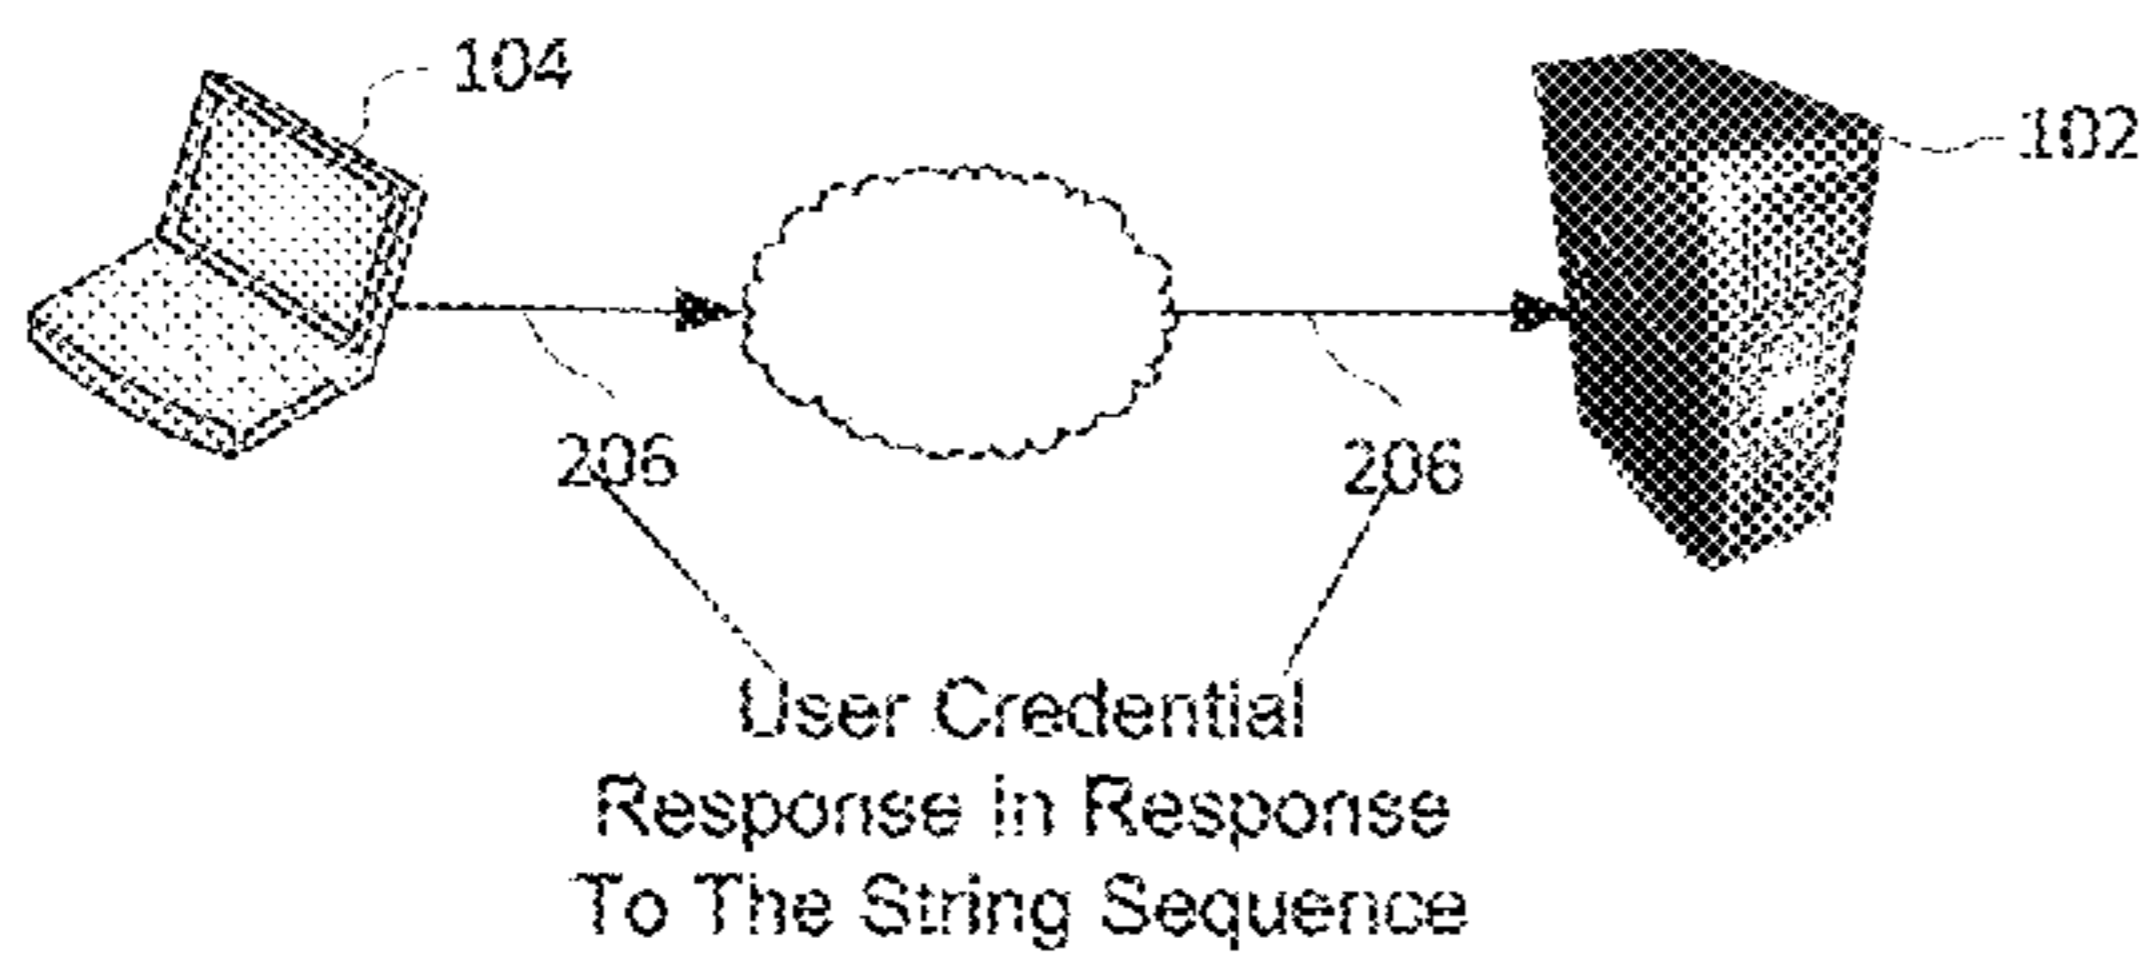 104
102
206
206
User Credential
Response in Response
To The String Sequence